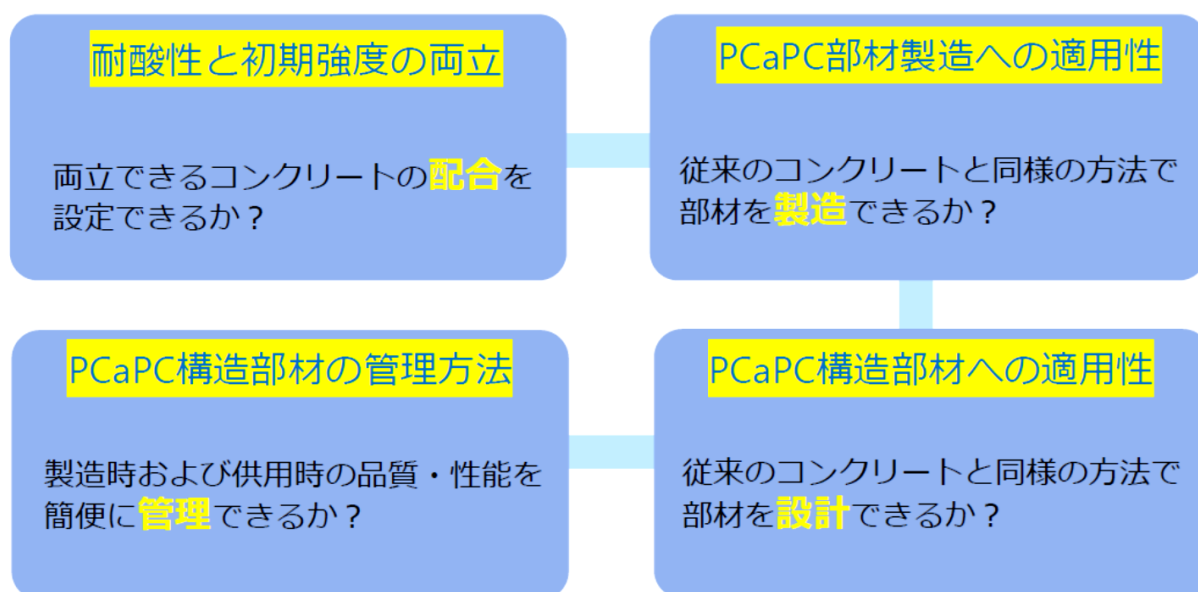 耐酸性と初期強度の両立
両立できるコンクリートの配合を
設定できるか？
PCaPC部材製造への適用性
従来のコンクリートと同様の方法で
部材を製造できるか？
PCaPC構造部材の管理方法
製造時および供用時の品質・性能を
簡便に管理できるか？
PCaPC構造部材への適用性
従来のコンクリートと同様の方法で
部材を設計できるか？